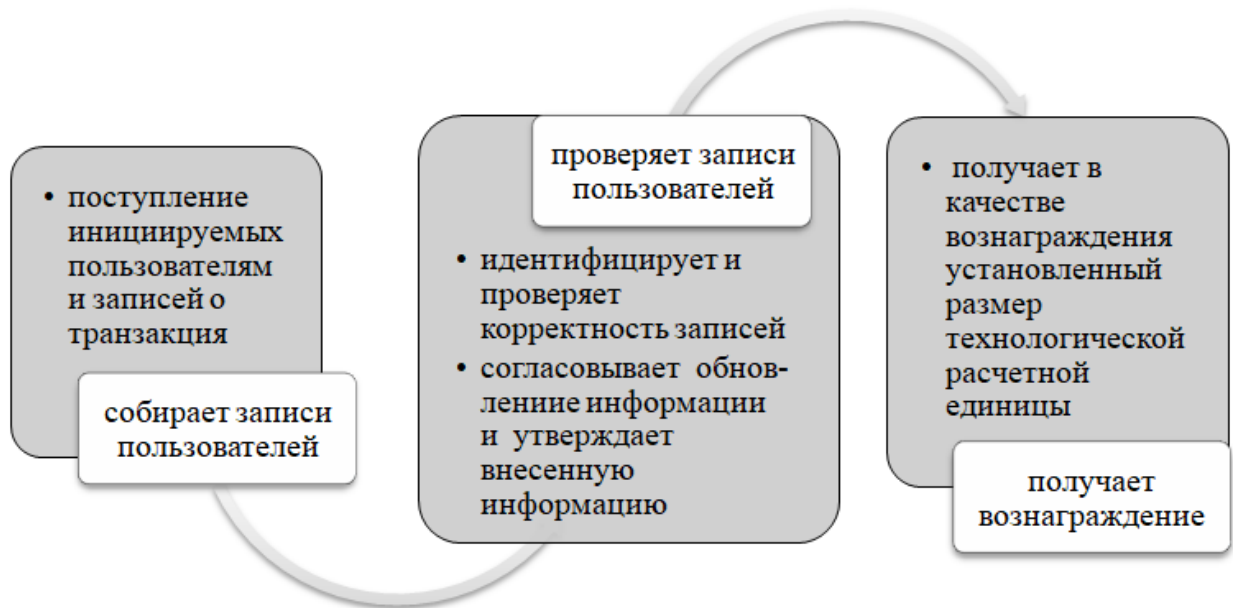 • поступление
инициируемых
пользователям
и записей о
транзакция
собирает записи
пользователей
проверяет записи
пользователей
• идентифицирует и
проверяет
корректность записей
• согласовывает обнов-
лениие информации
и утверждает
внесенную
информацию
• получает в
качестве
вознаграждения
установленный
размер
технологической
расчетной
единицы
получает
вознаграждение